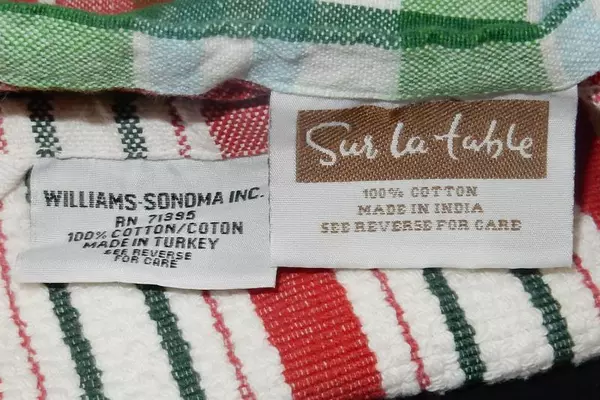 WILLIAMS-SONOMA INC.
RN 71995
100% COTTON/COTON
MADE IN TURKEY
SEE REVERSE
FOR CARE
Sur la table
100% COTTON
MADE IN INDIA
SEE REVERSE FOR CARE